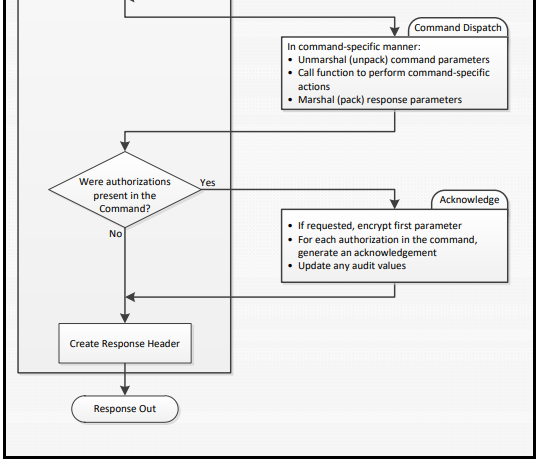 Command Dispatch
In command-specific manner:
• Unmarshal (unpack) command parameters
• Call function to perform command-specific
actions
• Marshal (pack) response parameters
Were authorizations
present in the
Command?
Yes
No
Acknowledge
• If requested, encrypt first parameter
• For each authorization in the command,
generate an acknowledgement
• Update any audit values
Create Response Header
Response Out